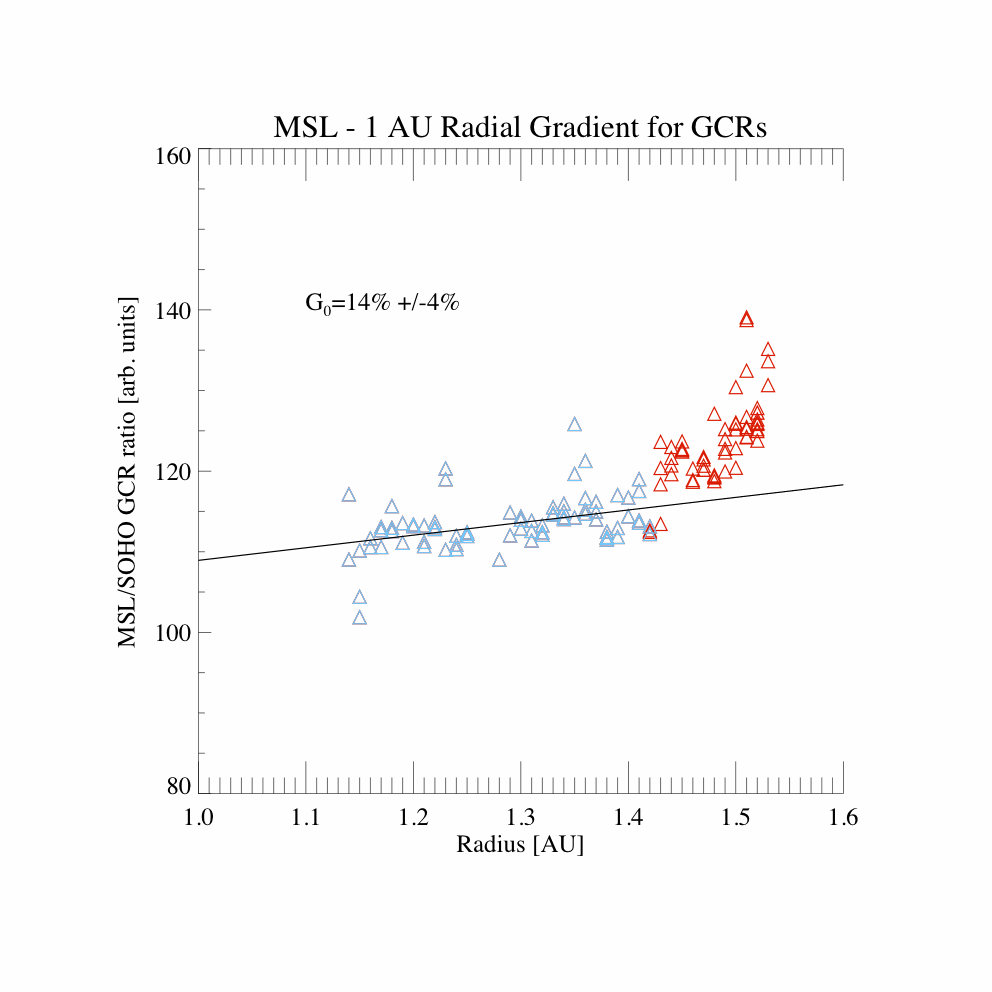 MSL - 1 AU Radial Gradient for GCRs
160
140
120
100
80
MSL/SOHO GCR ratio [arb. units]
G₀=14% +/-4%
1.0 1.1 1.2 1.3 1.4 1.5 1.6
Radius [AU]